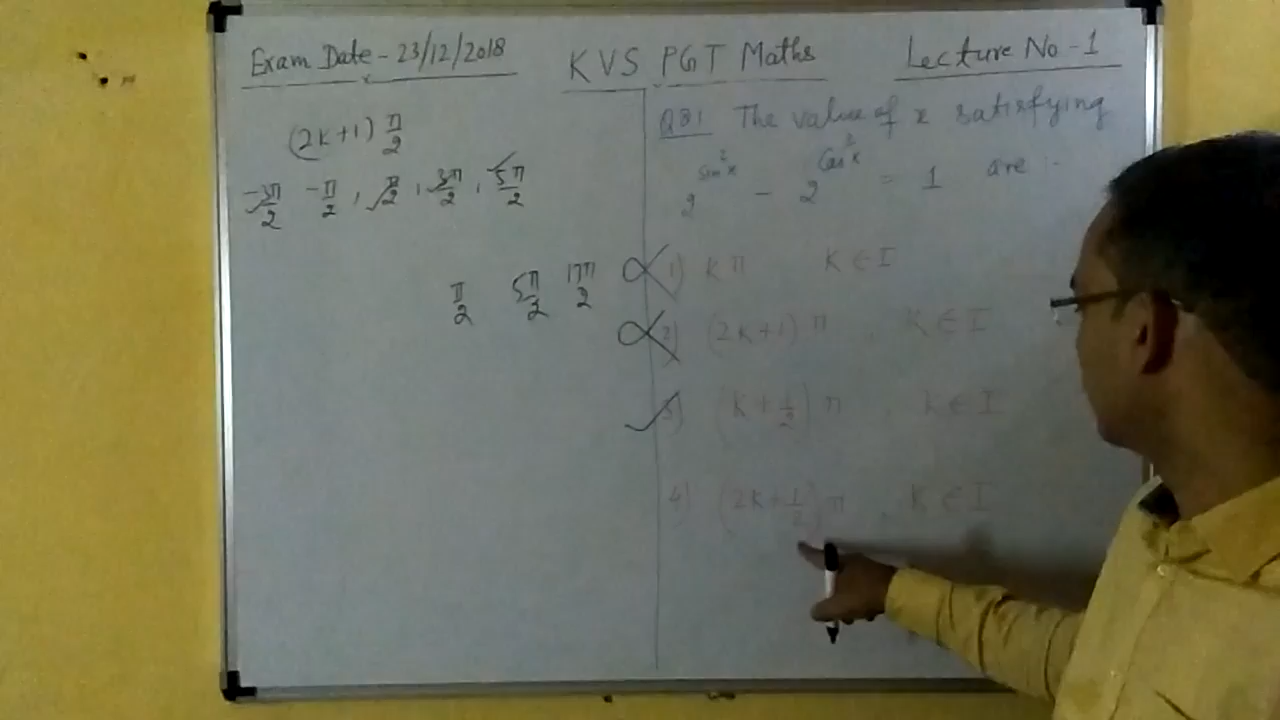 Exam Date - 23/12/2018
KVS PGT Maths
Lecture No-1
(2K+1) π/2
-3π/2 -π/2, π/2, 3π/2, 5π/2
π/2 5π/2 17π/2
Q31 The value of x satisfying
2^sin²x - 2^cos²x = 1 are :-
1) Kπ K∈I
2) (2K+1)π, K∈I
3) (K+1/2)π, K∈I
4) (2K+1/2)π, K∈I